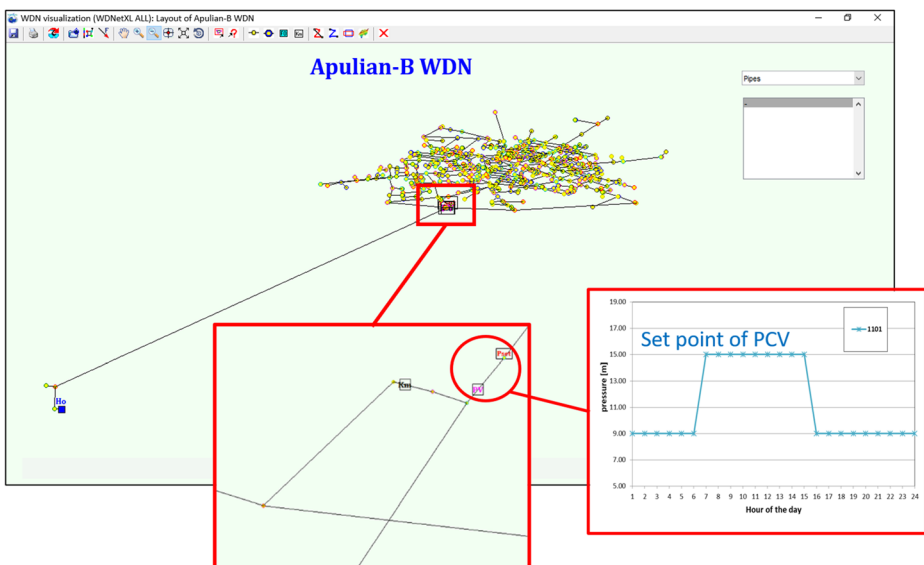 WDN visualization (WDNetXL ALL): Layout of Apulian-B WDN
Apulian-B WDN
Pipes
Ho
Km
Pset
19.00
17.00
15.00
13.00
11.00
9.00
7.00
5.00
pressure [m]
Set point of PCV
1101
1 2 3 4 5 6 7 8 9 10 11 12 13 14 15 16 17 18 19 20 21 22 23 24
Hour of the day